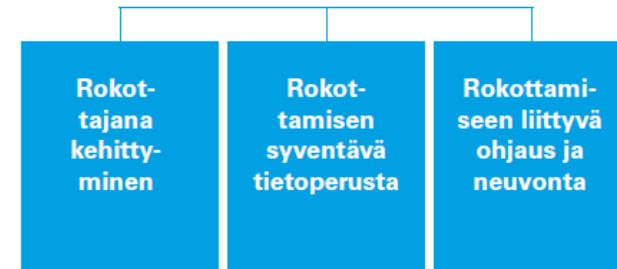 Rokot-
tajana
kehitty-
minen
Rokot-
tamisen
syventävä
tietoperusta
Rokottami-
seen liittyvä
ohjaus ja
neuvonta